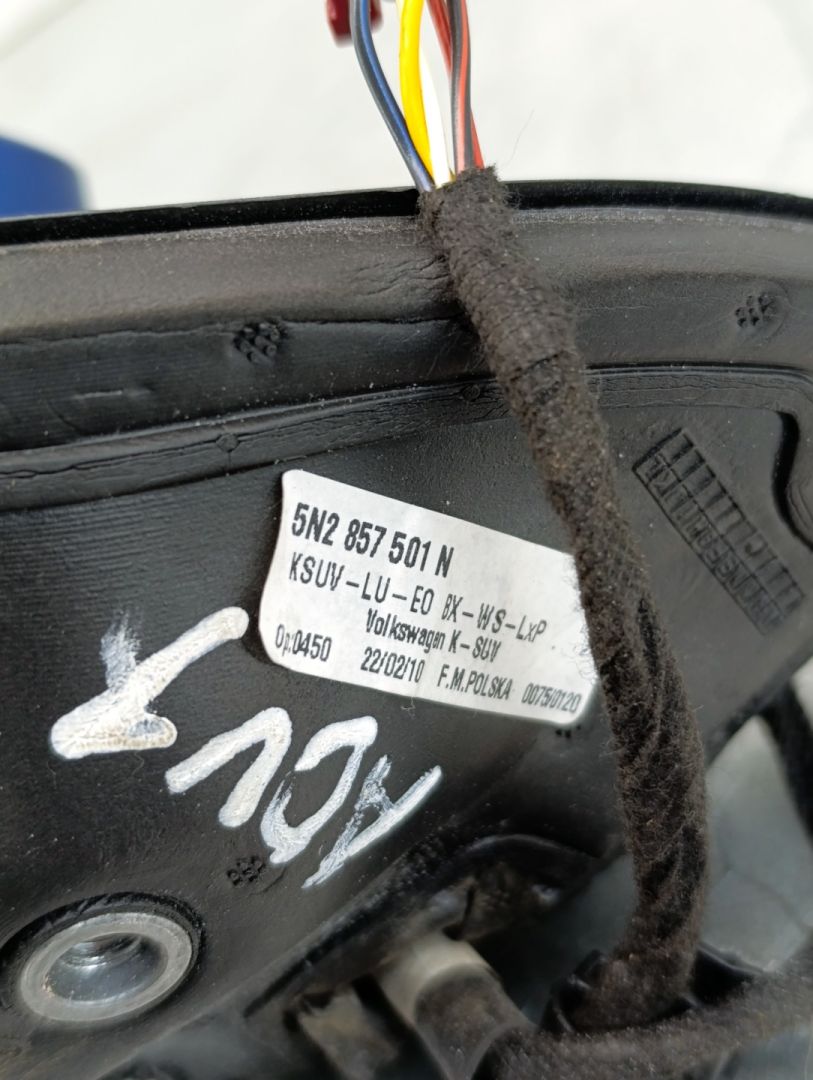 5N2 857 501 N
KSUV-LU-EO BX-WS-LxP
Volkswagen K-SUV
Op:0450 22/02/10 F.M.POLSKA 0075/0120